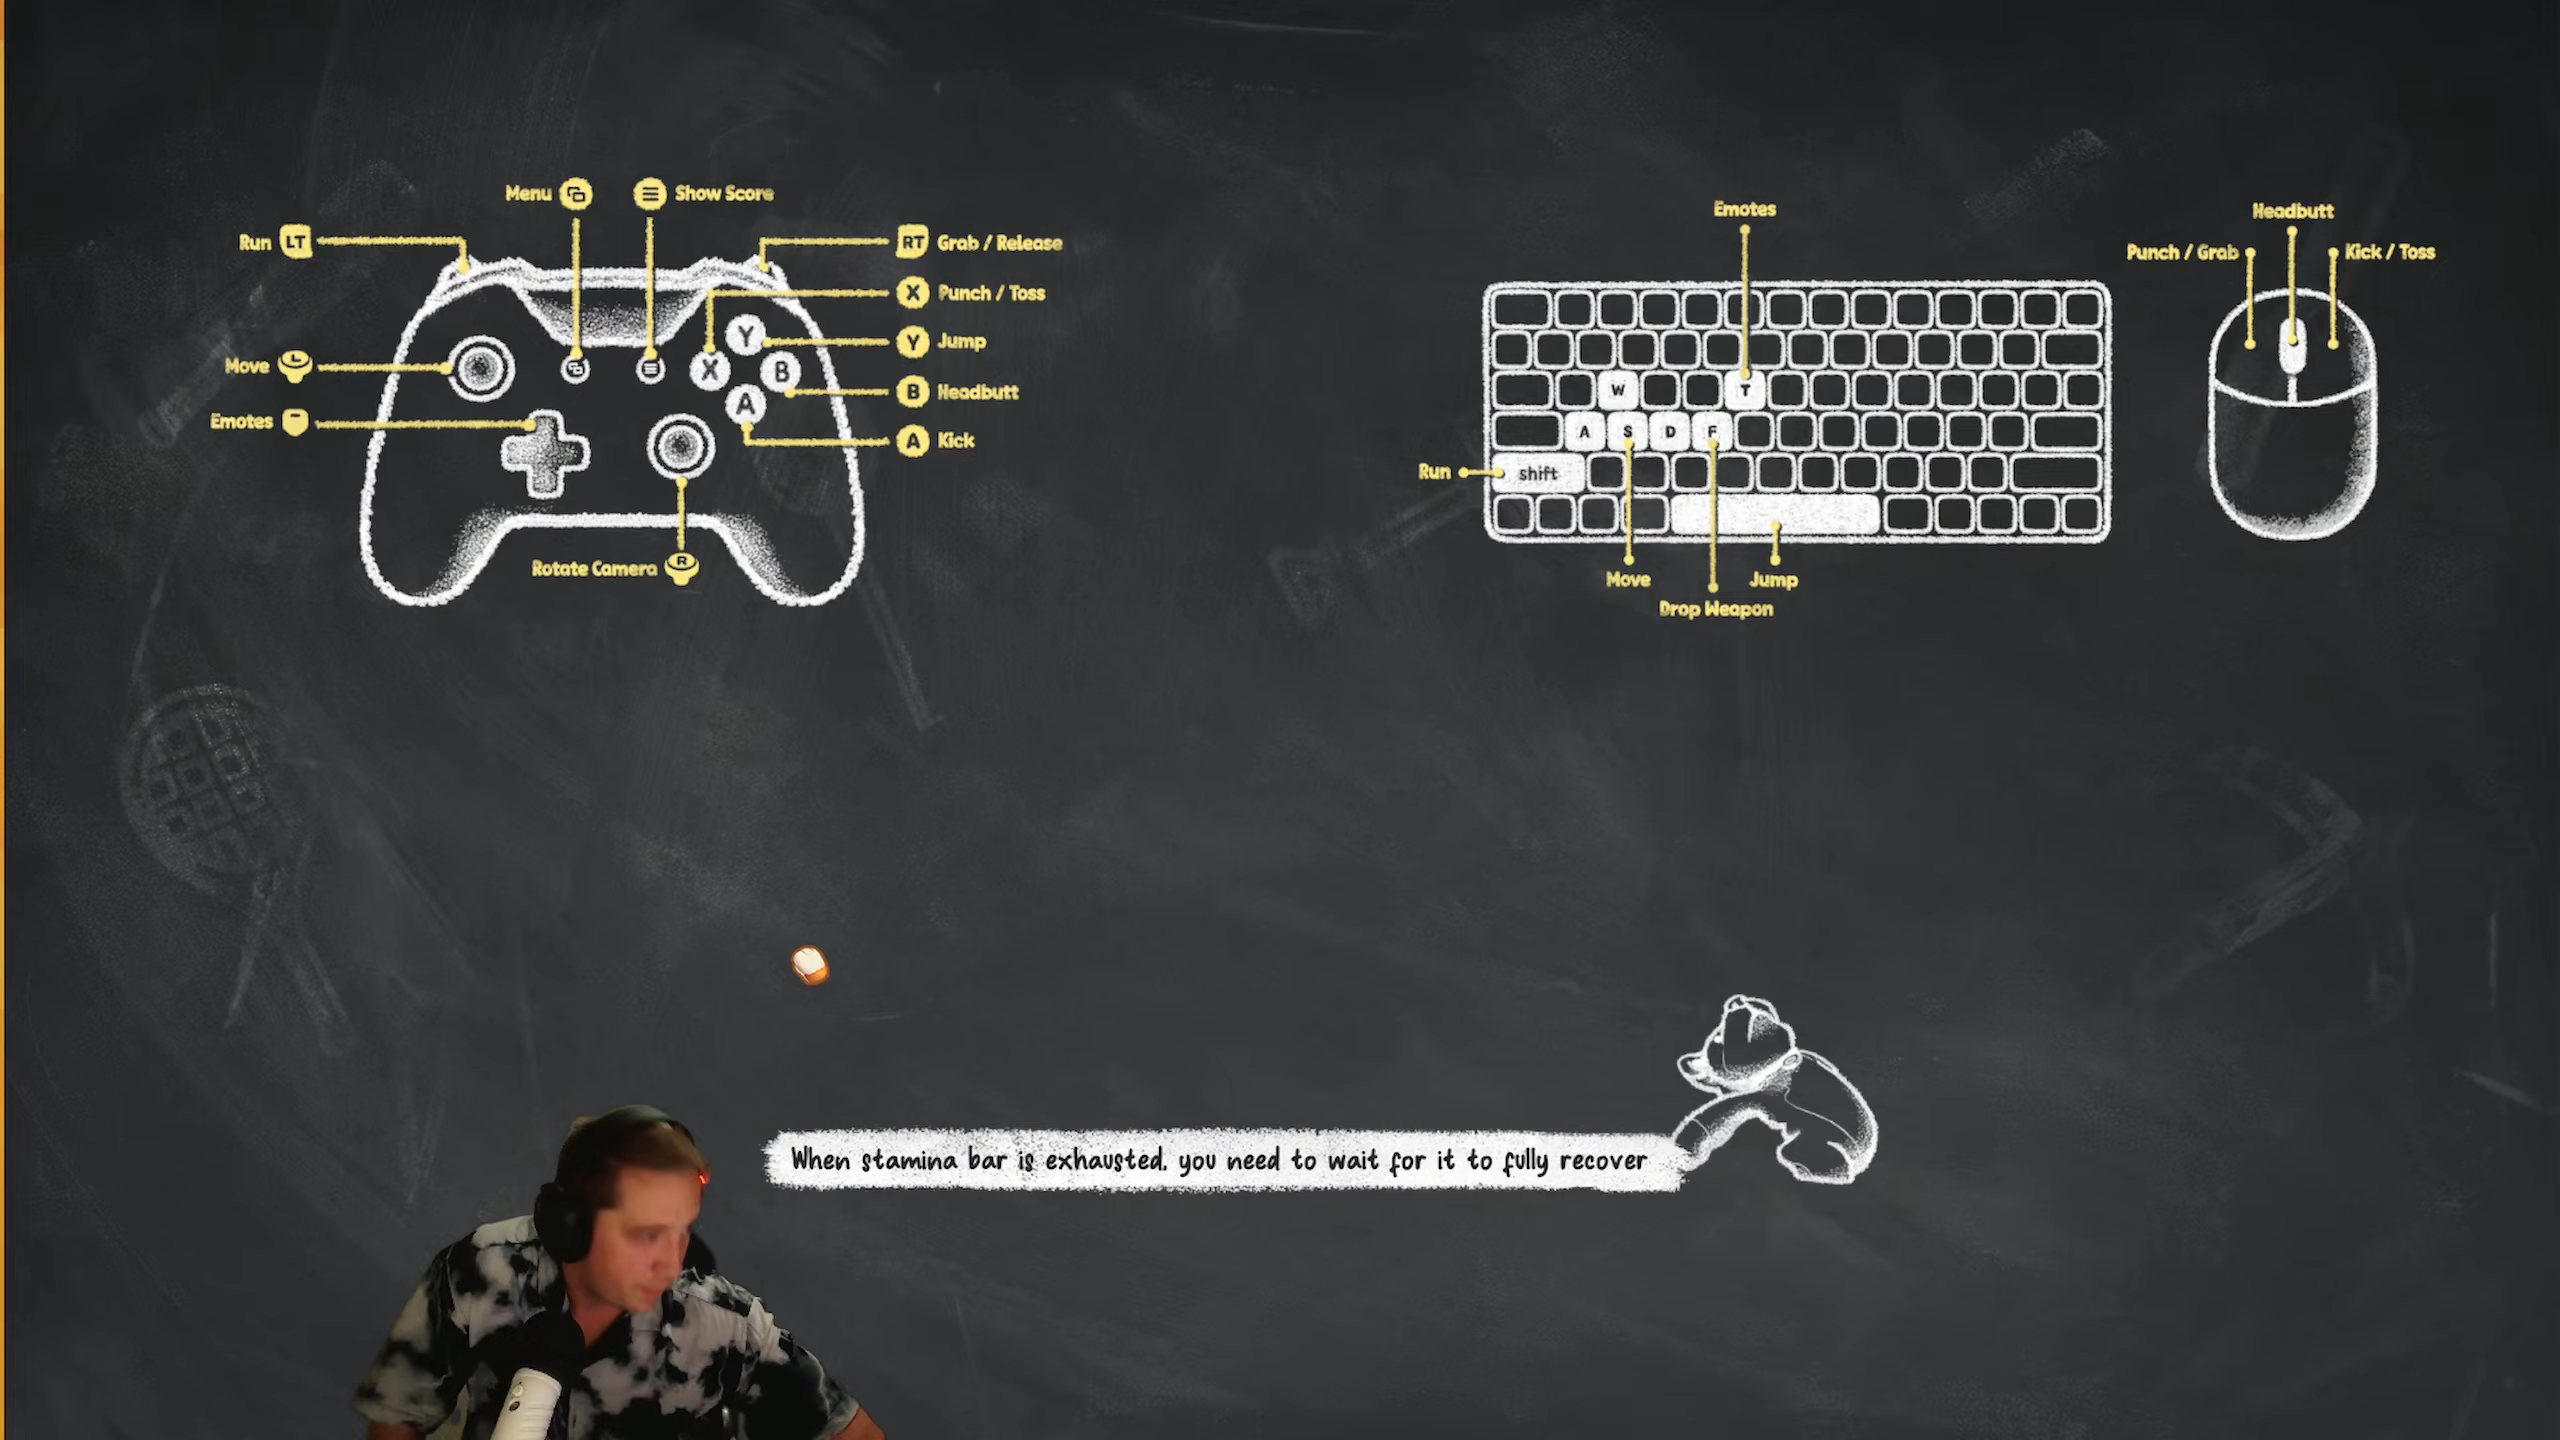 Menu
Show Score
Run LT
RT Grab / Release
X Punch / Toss
Move L
Y Jump
Emotes
B Headbutt
A Kick
Y
X
B
A
Rotate Camera R
Emotes
Headbutt
Punch / Grab
Kick / Toss
W T
A S D F
Run shift
Move
Jump
Drop Weapon
When stamina bar is exhausted, you need to wait for it to fully recover